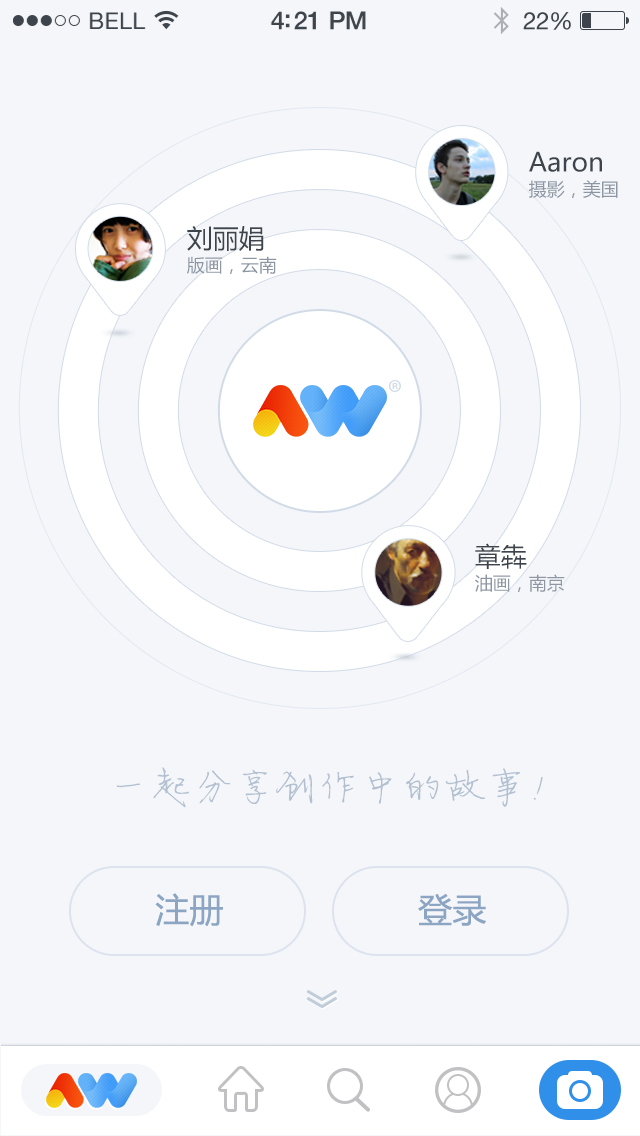 BELL 4:21 PM 22%
Aaron
摄影，美国
刘丽娟
版画，云南
AW®
章犇
油画，南京
一起分享创作中的故事！
注册 登录
AW